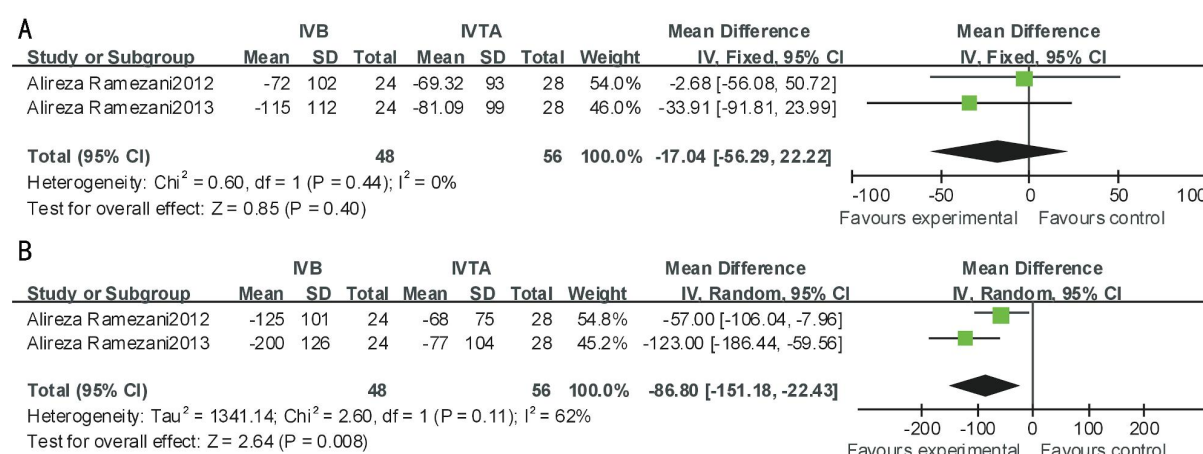 A
IVB IVTA Mean Difference Mean Difference
Study or Subgroup Mean SD Total Mean SD Total Weight IV, Fixed, 95% CI IV, Fixed, 95% CI
Alireza Ramezani2012 -72 102 24 -69.32 93 28 54.0% -2.68 [-56.08, 50.72]
Alireza Ramezani2013 -115 112 24 -81.09 99 28 46.0% -33.91 [-91.81, 23.99]
Total (95% CI) 48 56 100.0% -17.04 [-56.29, 22.22]
Heterogeneity: Chi² = 0.60, df = 1 (P = 0.44); I² = 0%
Test for overall effect: Z = 0.85 (P = 0.40)
-100 -50 0 50 100
Favours experimental Favours control
B
IVB IVTA Mean Difference Mean Difference
Study or Subgroup Mean SD Total Mean SD Total Weight IV, Random, 95% CI IV, Random, 95% CI
Alireza Ramezani2012 -125 101 24 -68 75 28 54.8% -57.00 [-106.04, -7.96]
Alireza Ramezani2013 -200 126 24 -77 104 28 45.2% -123.00 [-186.44, -59.56]
Total (95% CI) 48 56 100.0% -86.80 [-151.18, -22.43]
Heterogeneity: Tau² = 1341.14; Chi² = 2.60, df = 1 (P = 0.11); I² = 62%
Test for overall effect: Z = 2.64 (P = 0.008)
-200 -100 0 100 200
Favours experimental Favours control